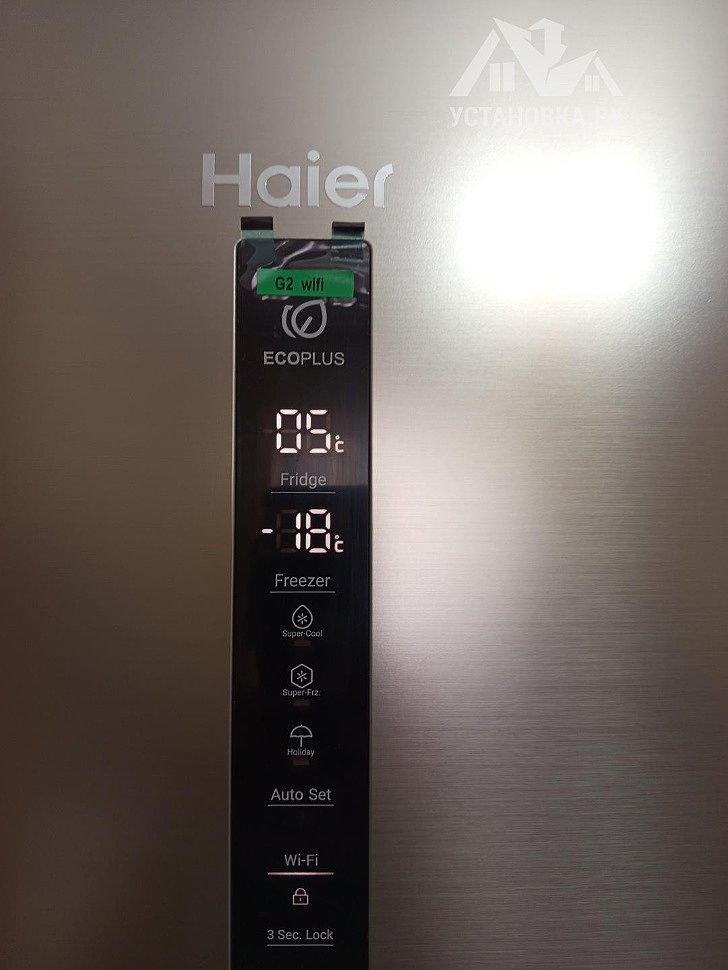 УСТАНОВКА.РУ
Haier
G2 wifi
ECOPLUS
05°C
Fridge
-18°C
Freezer
Super-Cool
Super-Frz.
Holiday
Auto Set
Wi-Fi
3 Sec. Lock